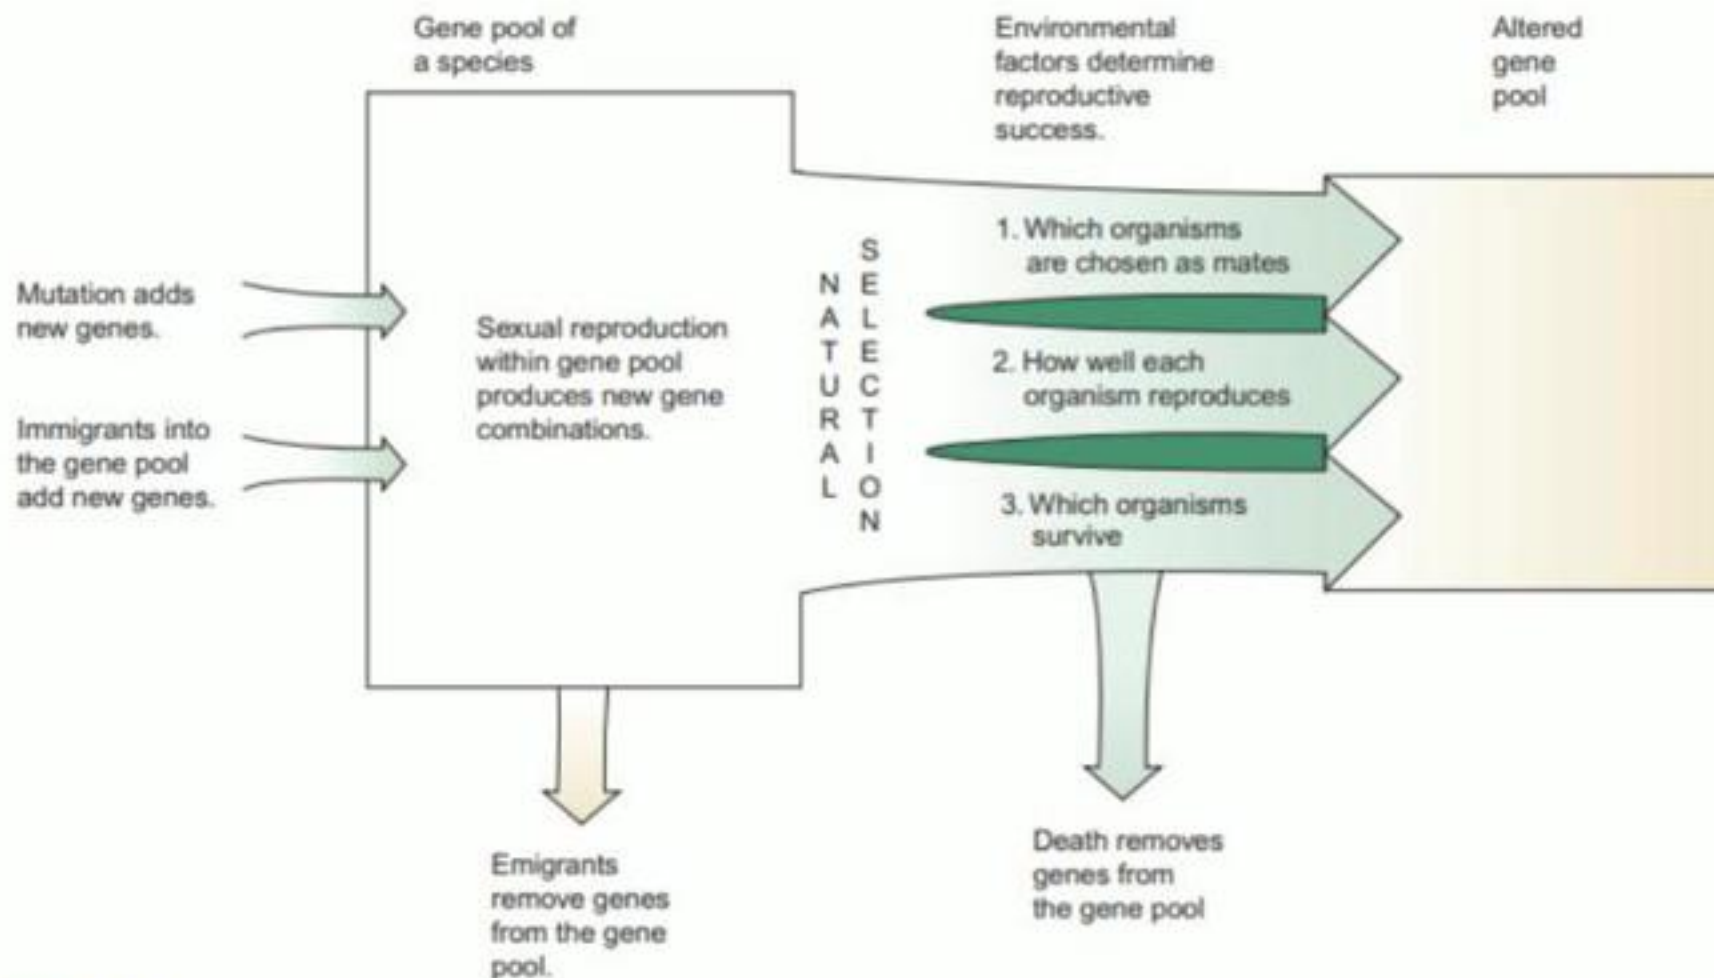 Gene pool of
a species
Environmental
factors determine
reproductive
success.
Altered
gene
pool
Mutation adds
new genes.
Immigrants into
the gene pool
add new genes.
Sexual reproduction
within gene pool
produces new gene
combinations.
NATURAL
SELECTION
1. Which organisms
are chosen as mates
2. How well each
organism reproduces
3. Which organisms
survive
Emigrants
remove genes
from the gene
pool.
Death removes
genes from
the gene pool